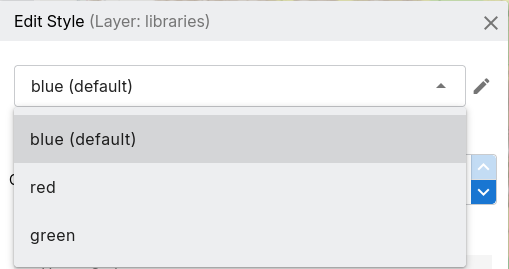 Edit Style (Layer: libraries)
blue (default)
blue (default)
red
green